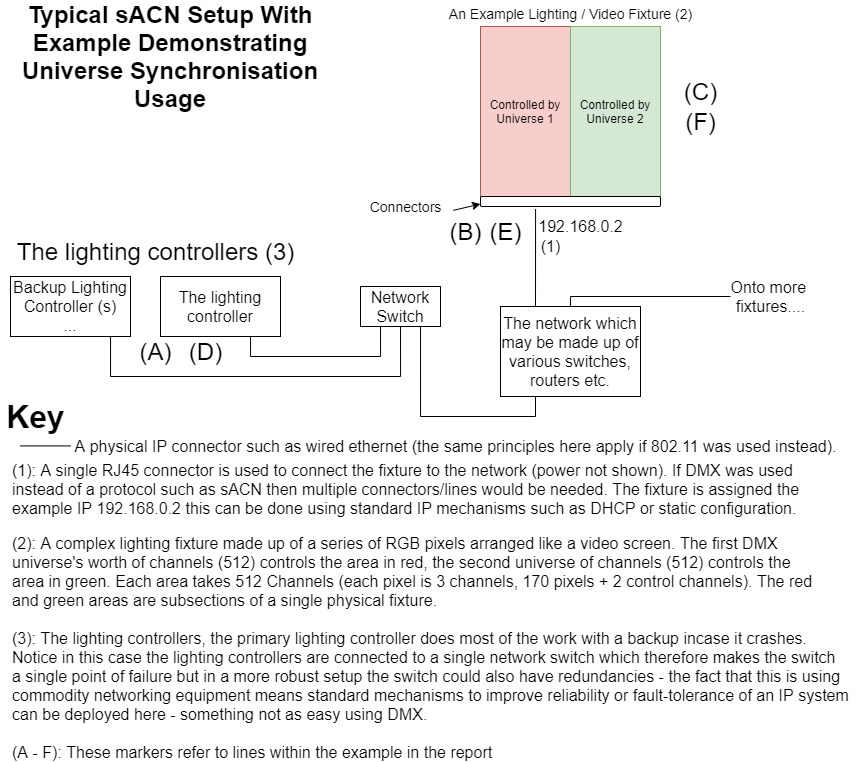 Typical sACN Setup With
Example Demonstrating
Universe Synchronisation
Usage
An Example Lighting / Video Fixture (2)
Controlled by
Universe 1
Controlled by
Universe 2
(C)
(F)
Connectors
(B) (E)
192.168.0.2
(1)
The lighting controllers (3)
Backup Lighting
Controller (s)
...
The lighting
controller
Network
Switch
Onto more
fixtures....
The network which
may be made up of
various switches,
routers etc.
(A) (D)
Key
A physical IP connector such as wired ethernet (the same principles here apply if 802.11 was used instead).
(1): A single RJ45 connector is used to connect the fixture to the network (power not shown). If DMX was used
instead of a protocol such as sACN then multiple connectors/lines would be needed. The fixture is assigned the
example IP 192.168.0.2 this can be done using standard IP mechanisms such as DHCP or static configuration.
(2): A complex lighting fixture made up of a series of RGB pixels arranged like a video screen. The first DMX
universe's worth of channels (512) controls the area in red, the second universe of channels (512) controls the
area in green. Each area takes 512 Channels (each pixel is 3 channels, 170 pixels + 2 control channels). The red
and green areas are subsections of a single physical fixture.
(3): The lighting controllers, the primary lighting controller does most of the work with a backup incase it crashes.
Notice in this case the lighting controllers are connected to a single network switch which therefore makes the switch
a single point of failure but in a more robust setup the switch could also have redundancies - the fact that this is using
commodity networking equipment means standard mechanisms to improve reliability or fault-tolerance of an IP system
can be deployed here - something not as easy using DMX.
(A - F): These markers refer to lines within the example in the report